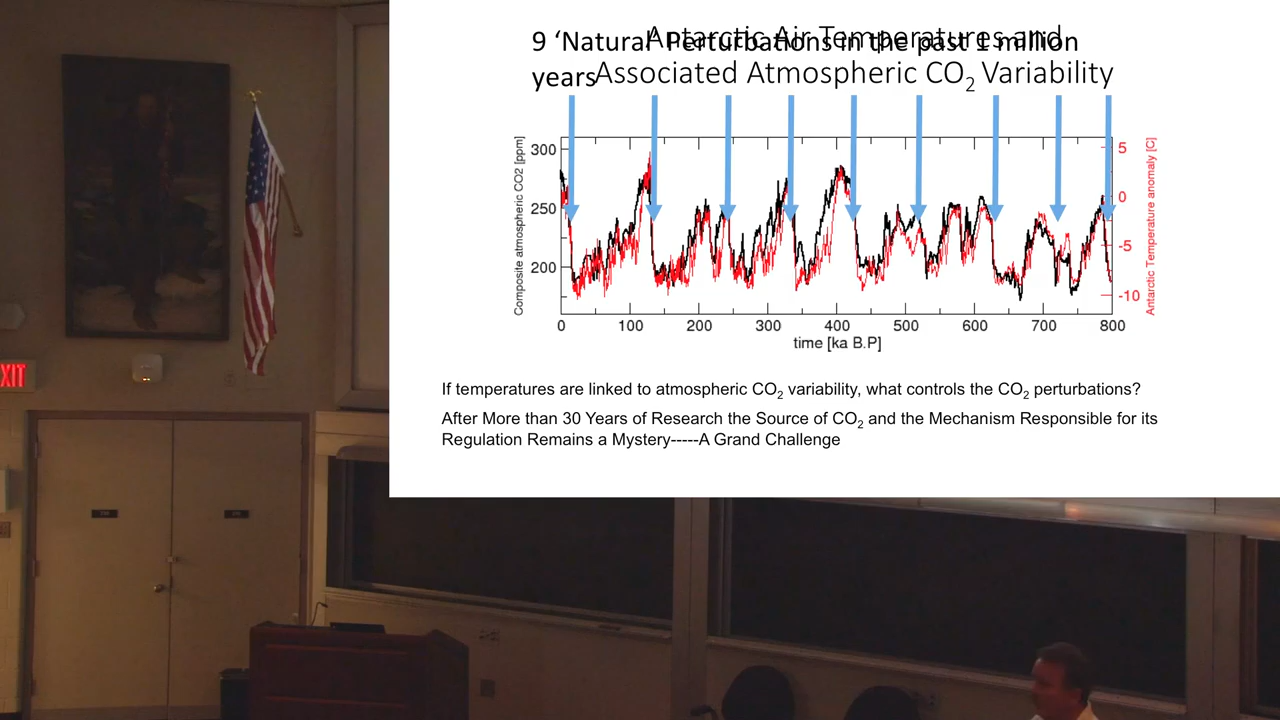 9 ‘Natural’ Perturbations in the past 1 million
years
Antarctic Air Temperatures and
Associated Atmospheric CO2 Variability
Composite atmospheric CO2 [ppm]
300
250
200
5
0
-5
-10
Antarctic Temperature anomaly [C]
0 100 200 300 400 500 600 700 800
time [ka B.P]
If temperatures are linked to atmospheric CO2 variability, what controls the CO2 perturbations?
After More than 30 Years of Research the Source of CO2 and the Mechanism Responsible for its
Regulation Remains a Mystery-----A Grand Challenge
EXIT